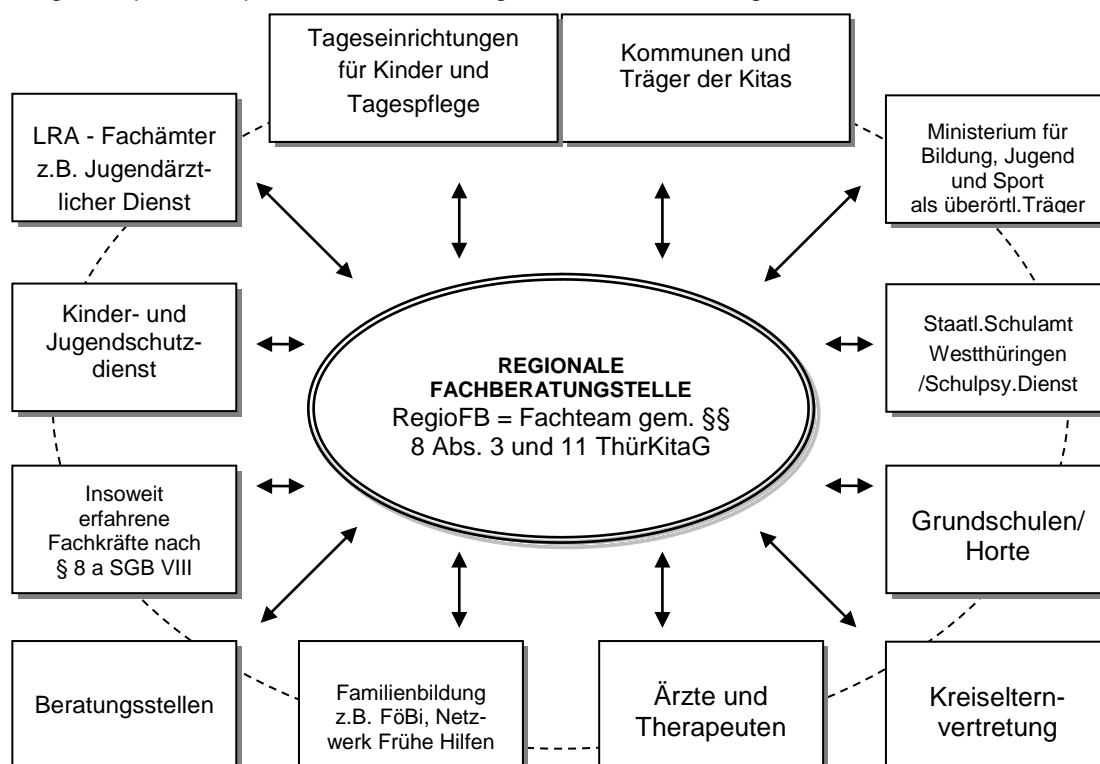 Tageseinrichtungen
für Kinder und
Tagespflege
Kommunen und
Träger der Kitas
LRA - Fachämter
z.B. Jugendärzt-
licher Dienst
Ministerium für
Bildung, Jugend
und Sport
als überörtl.Träger
Kinder- und
Jugendschutz-
dienst
Staatl.Schulamt
Westthüringen
/Schulpsy.Dienst
REGIONALE
FACHBERATUNGSTELLE
RegioFB = Fachteam gem. §§
8 Abs. 3 und 11 ThürKitaG
Insoweit
erfahrene
Fachkräfte nach
§ 8 a SGB VIII
Grundschulen/
Horte
Beratungsstellen
Familienbildung
z.B. FöBi, Netz-
werk Frühe Hilfen
Ärzte und
Therapeuten
Kreiseltern-
vertretung